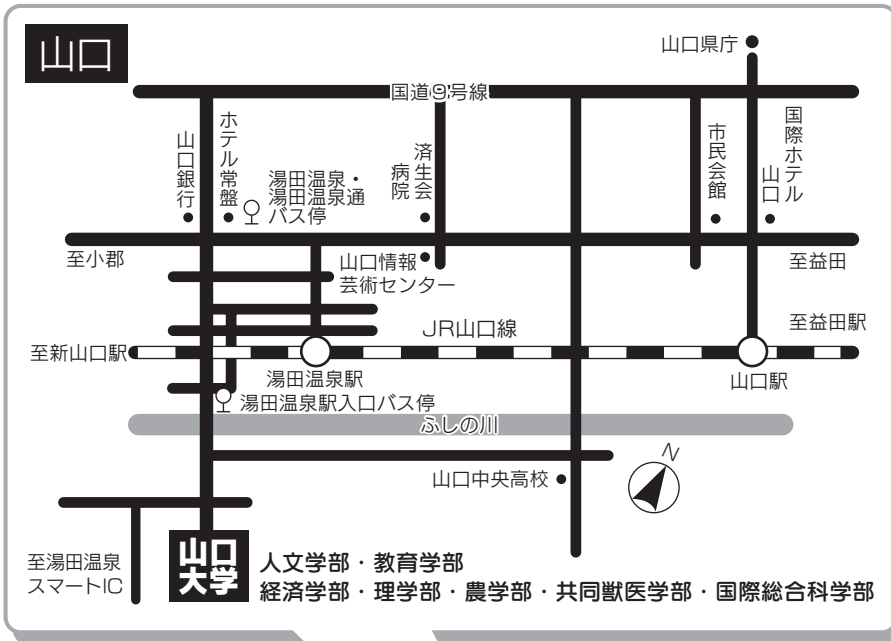 山口
山口県庁
国道9号線
山口銀行
ホテル常盤
湯田温泉・
湯田温泉通
バス停
済生会
病院
市民会館
国際ホテル
山口
至小郡
山口情報
芸術センター
至益田
JR山口線
至益田駅
至新山口駅
湯田温泉駅
山口駅
湯田温泉駅入口バス停
ふしの川
N
山口中央高校
至湯田温泉
スマートIC
山口
大学
人文学部・教育学部
経済学部・理学部・農学部・共同獣医学部・国際総合科学部